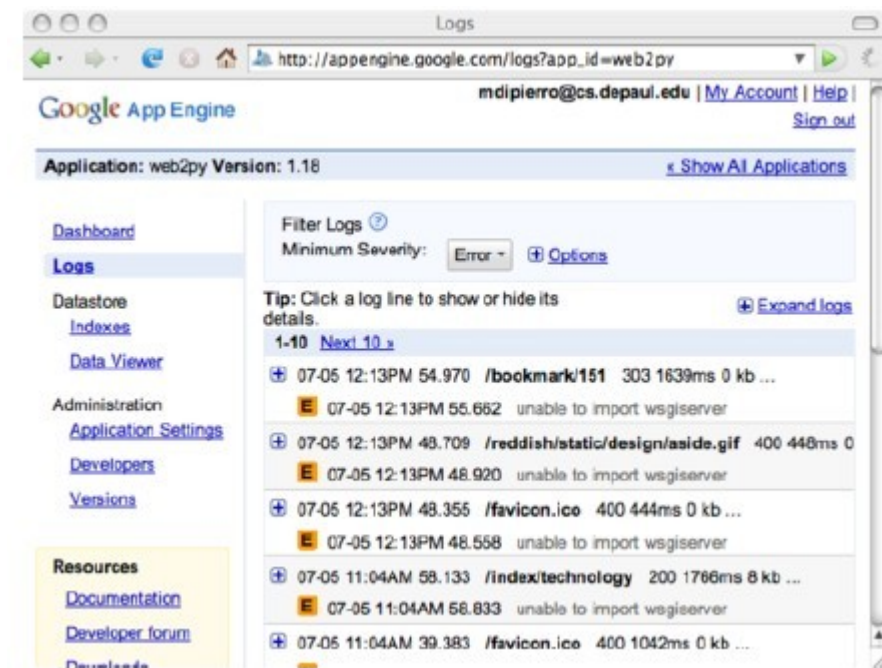 Logs
http://appengine.google.com/logs?app_id=web2py
Google App Engine
mdipierro@cs.depaul.edu | My Account | Help |
Sign out
Application: web2py Version: 1.18
« Show All Applications
Dashboard
Logs
Datastore
Indexes
Data Viewer
Administration
Application Settings
Developers
Versions
Resources
Documentation
Developer forum
Downloads
Filter Logs ?
Minimum Severity: Error
Options
Tip: Click a log line to show or hide its
details.
Expand logs
1-10 Next 10 »
07-05 12:13PM 54.970 /bookmark/151 303 1639ms 0 kb ...
E 07-05 12:13PM 55.662 unable to import wsgiserver
07-05 12:13PM 48.709 /reddish/static/design/aside.gif 400 448ms 0
E 07-05 12:13PM 48.920 unable to import wsgiserver
07-05 12:13PM 48.355 /favicon.ico 400 444ms 0 kb ...
E 07-05 12:13PM 48.558 unable to import wsgiserver
07-05 11:04AM 58.133 /index/technology 200 1766ms 8 kb ...
E 07-05 11:04AM 58.833 unable to import wsgiserver
07-05 11:04AM 39.383 /favicon.ico 400 1042ms 0 kb ...